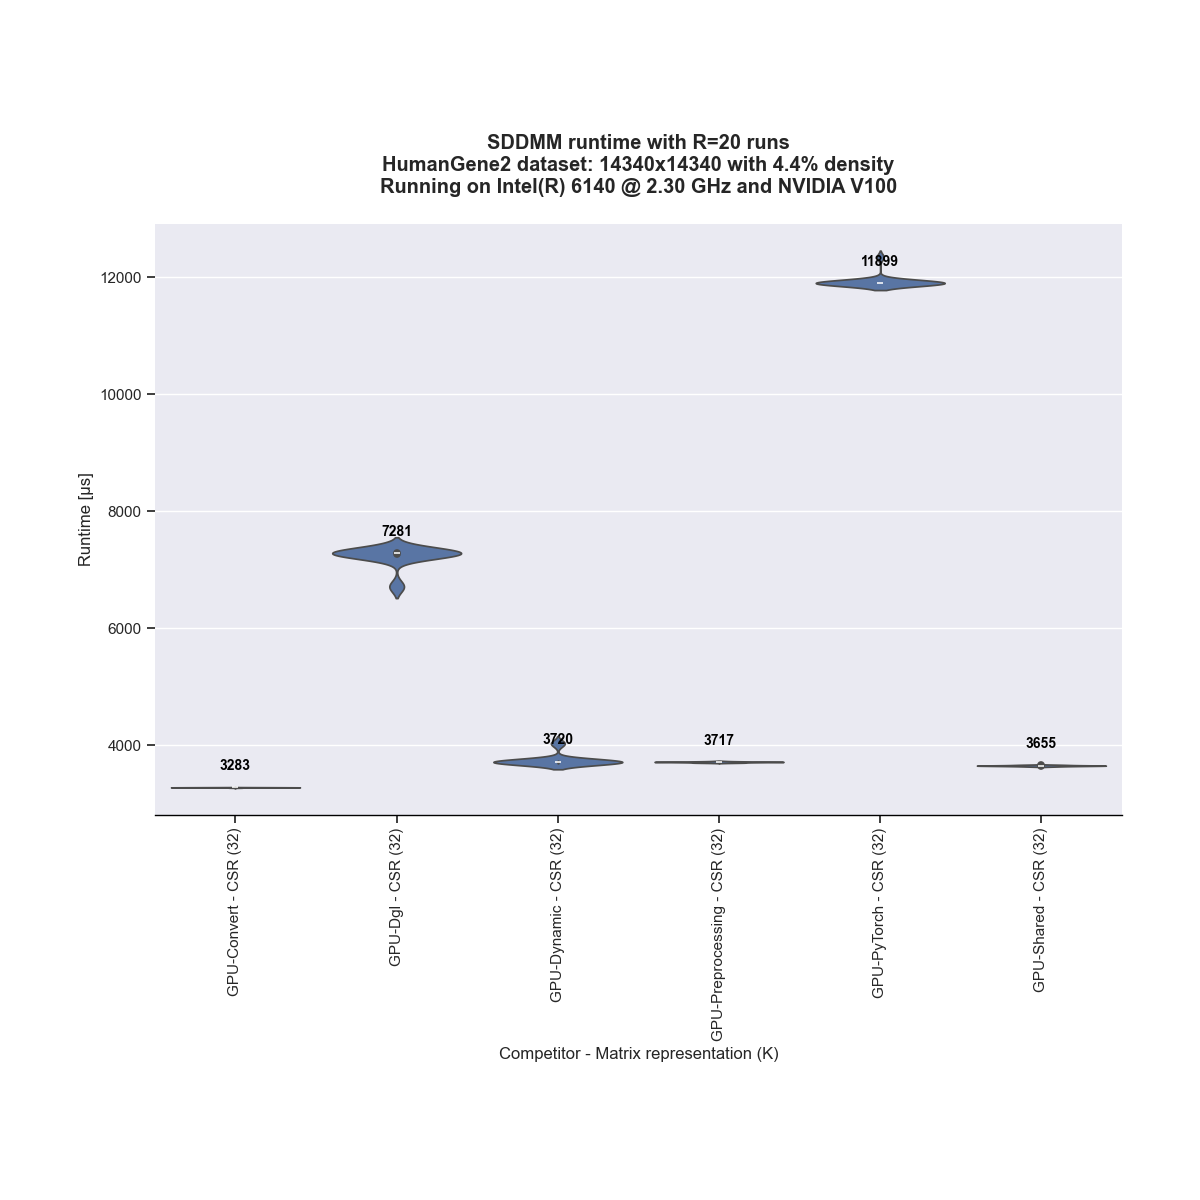 SDDMM runtime with R=20 runs
HumanGene2 dataset: 14340x14340 with 4.4% density
Running on Intel(R) 6140 @ 2.30 GHz and NVIDIA V100
Runtime [μs]
12000
10000
8000
6000
4000
3283
7281
3720
3717
11899
3655
GPU-Convert - CSR (32)
GPU-Dgl - CSR (32)
GPU-Dynamic - CSR (32)
GPU-Preprocessing - CSR (32)
GPU-PyTorch - CSR (32)
GPU-Shared - CSR (32)
Competitor - Matrix representation (K)